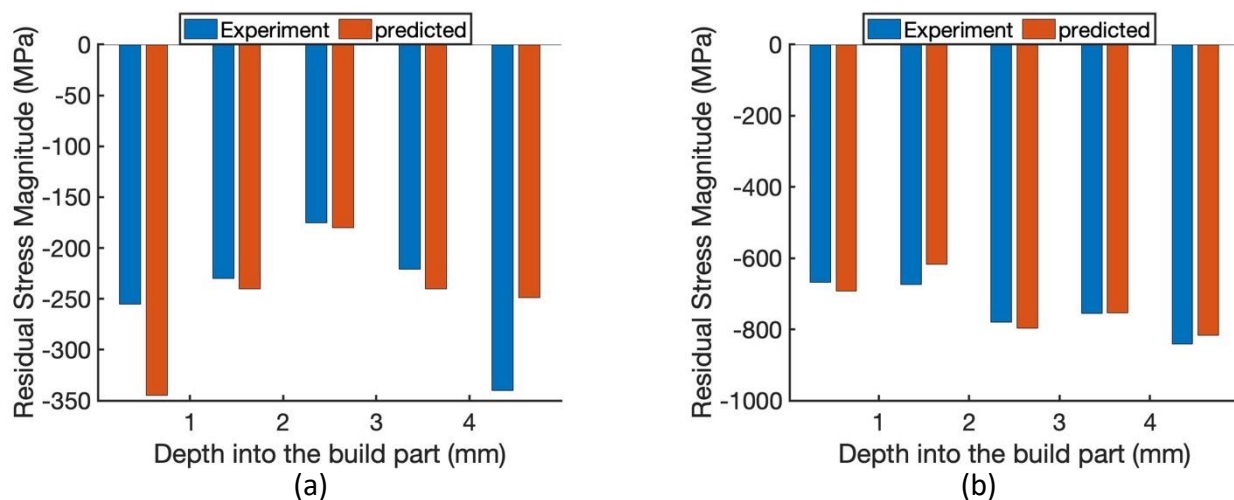 Experiment predicted
0
-50
-100
-150
-200
-250
-300
-350
Residual Stress Magnitude (MPa)
1 2 3 4
Depth into the build part (mm)
(a)
Experiment predicted
0
-200
-400
-600
-800
-1000
Residual Stress Magnitude (MPa)
1 2 3 4
Depth into the build part (mm)
(b)